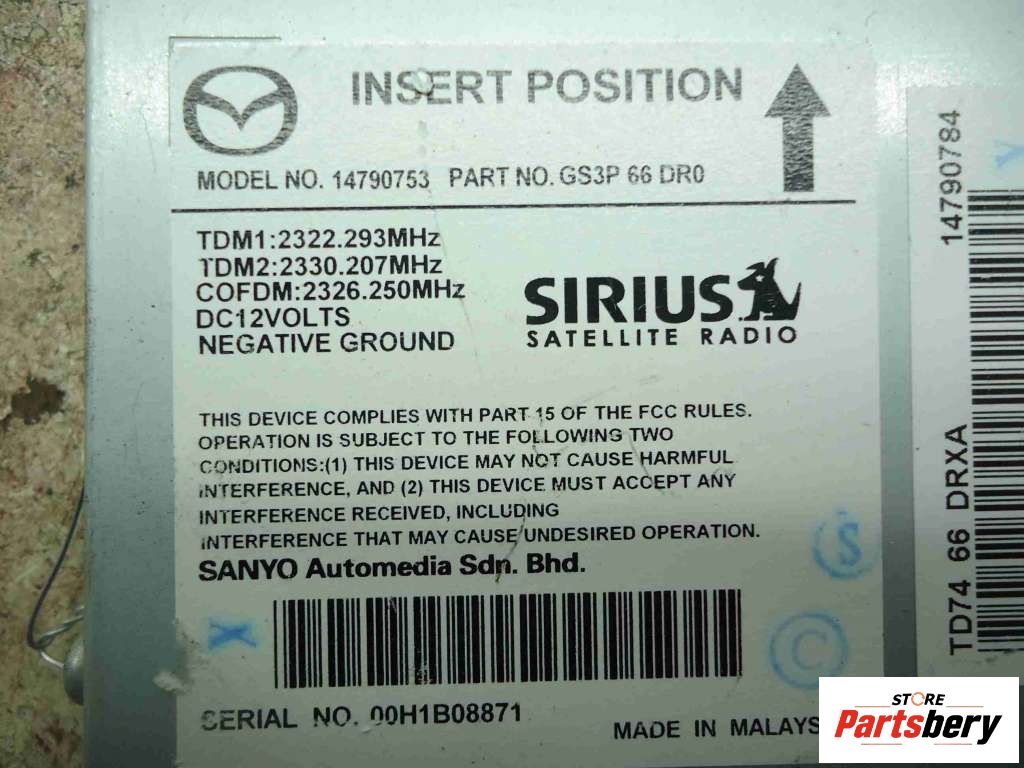 INSERT POSITION
MODEL NO. 14790753 PART NO. GS3P 66 DR0
TDM1:2322.293MHz
TDM2:2330.207MHz
COFDM:2326.250MHz
DC12VOLTS
NEGATIVE GROUND
SIRIUS
SATELLITE RADIO
THIS DEVICE COMPLIES WITH PART 15 OF THE FCC RULES.
OPERATION IS SUBJECT TO THE FOLLOWING TWO
CONDITIONS:(1) THIS DEVICE MAY NOT CAUSE HARMFUL
INTERFERENCE, AND (2) THIS DEVICE MUST ACCEPT ANY
INTERFERENCE RECEIVED, INCLUDING
INTERFERENCE THAT MAY CAUSE UNDESIRED OPERATION.
SANYO Automedia Sdn. Bhd.
SERIAL NO. 00H1B08871
MADE IN MALAYS
X
S
C
14790784
TD74 66 DRXA
STORE
Partsbery